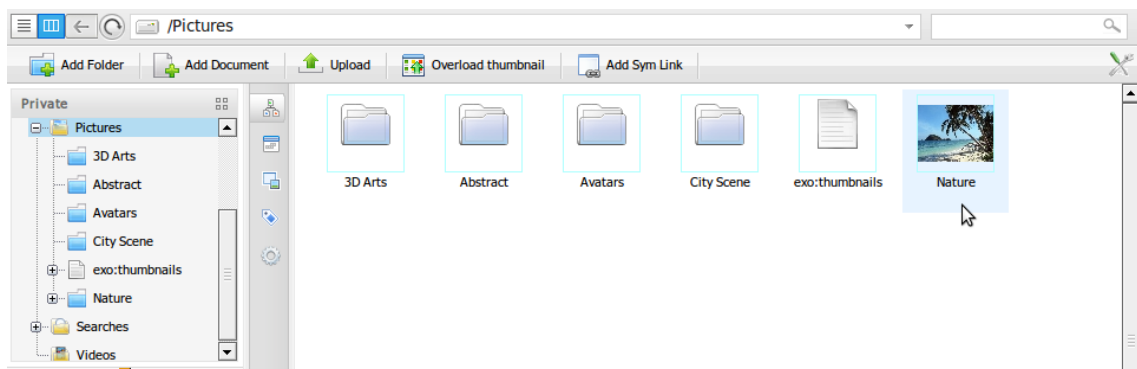 /Pictures
Add Folder Add Document Upload Overload thumbnail Add Sym Link
Private
Pictures
3D Arts
Abstract
Avatars
City Scene
exo:thumbnails
Nature
Searches
Videos
3D Arts Abstract Avatars City Scene exo:thumbnails Nature